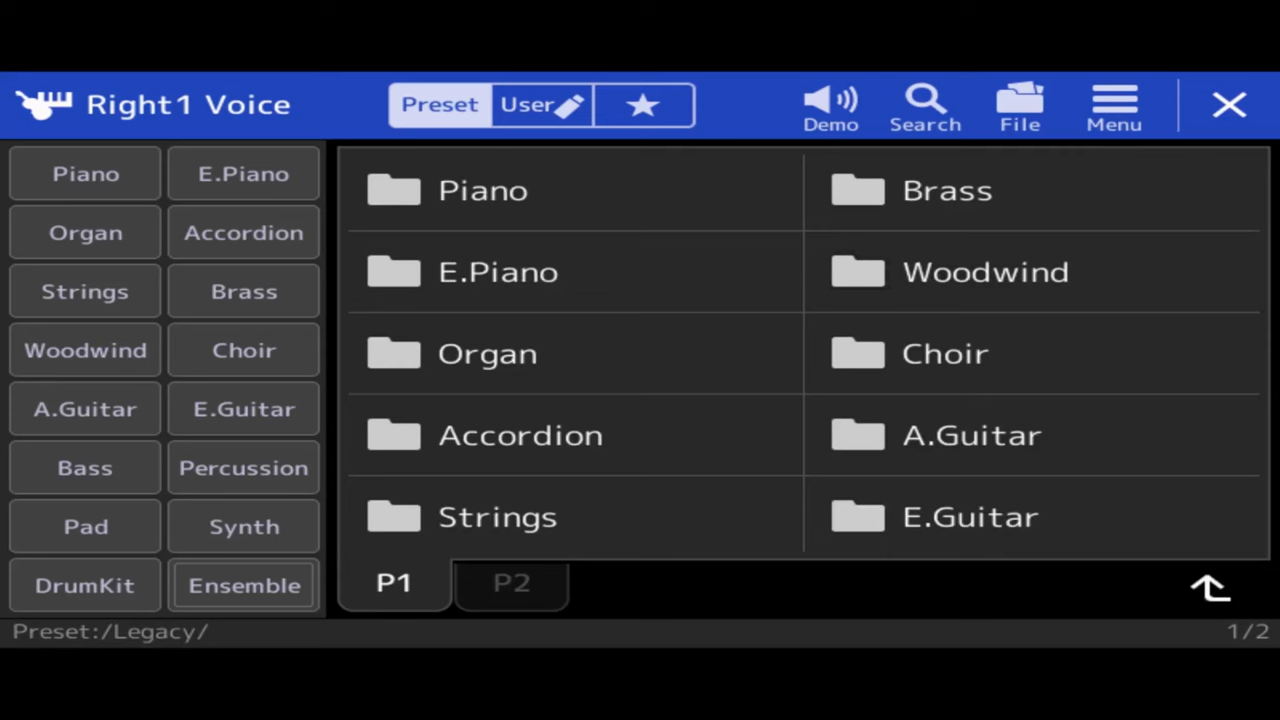 Right1 Voice
Preset
User
Demo
Search
File
Menu
Piano E.Piano
Organ Accordion
Strings Brass
Woodwind Choir
A.Guitar E.Guitar
Bass Percussion
Pad Synth
DrumKit Ensemble
Piano
E.Piano
Organ
Accordion
Strings
Brass
Woodwind
Choir
A.Guitar
E.Guitar
P1 P2
Preset:/Legacy/
1/2